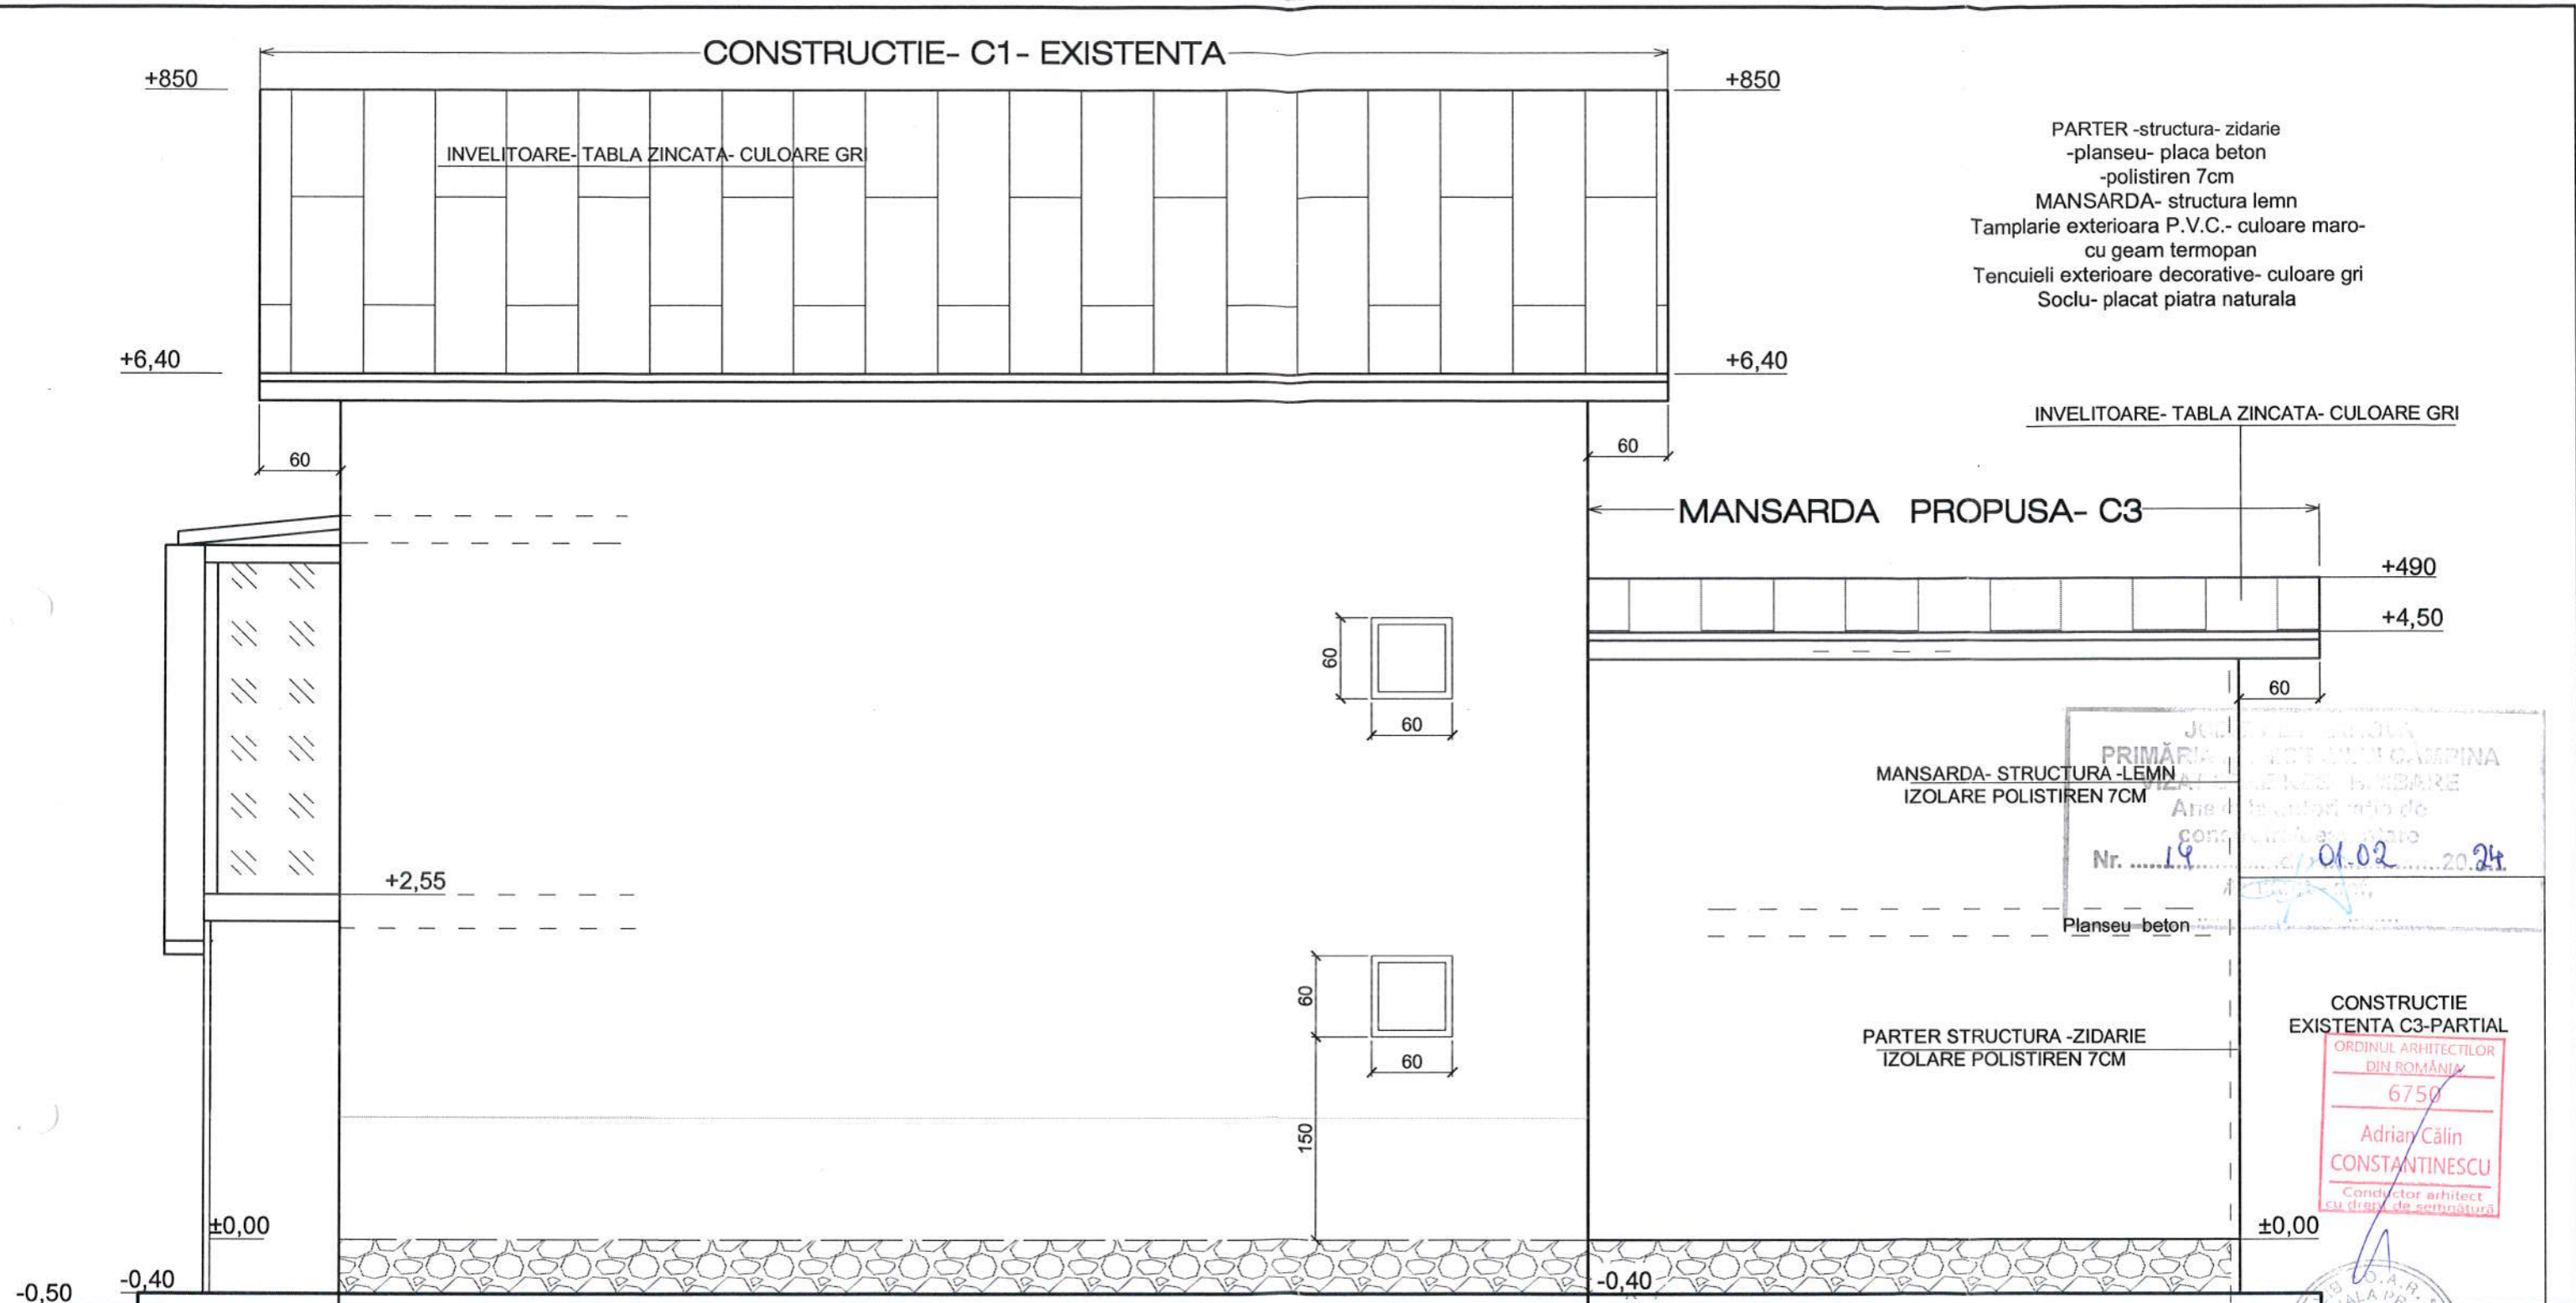 CONSTRUCTIE- C1- EXISTENTA
+850
+850
INVELITOARE- TABLA ZINCATA- CULOARE GRI
PARTER -structura- zidarie
-planseu- placa beton
-polistiren 7cm
MANSARDA- structura lemn
Tamplarie exterioara P.V.C.- culoare maro-
cu geam termopan
Tencuieli exterioare decorative- culoare gri
Soclu- placat piatra naturala
+6,40
+6,40
INVELITOARE- TABLA ZINCATA- CULOARE GRI
60
60
MANSARDA PROPUSA- C3
+490
+4,50
60
60
60
PRIMĂRIA CAMPINA
MANSARDA- STRUCTURA -LEMN
IZOLARE POLISTIREN 7CM
Nr. 19 01.02 2024
+2,55
Planseu beton
60
60
150
CONSTRUCTIE
EXISTENTA C3-PARTIAL
PARTER STRUCTURA -ZIDARIE
IZOLARE POLISTIREN 7CM
ORDINUL ARHITECTILOR
DIN ROMÂNIA
6750
Adrian Călin
CONSTANTINESCU
Conductor arhitect
cu drept de semnătură
±0,00
±0,00
-0,50
-0,40
-0,40
O.A.R.